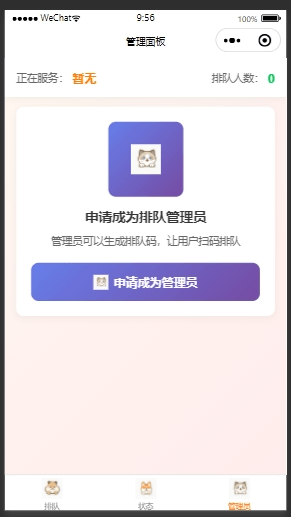 ●●●●● WeChat 9:56 100%
管理面板
正在服务： 暂无 排队人数： 0
申请成为排队管理员
管理员可以生成排队码，让用户扫码排队
申请成为管理员
排队 状态 管理员